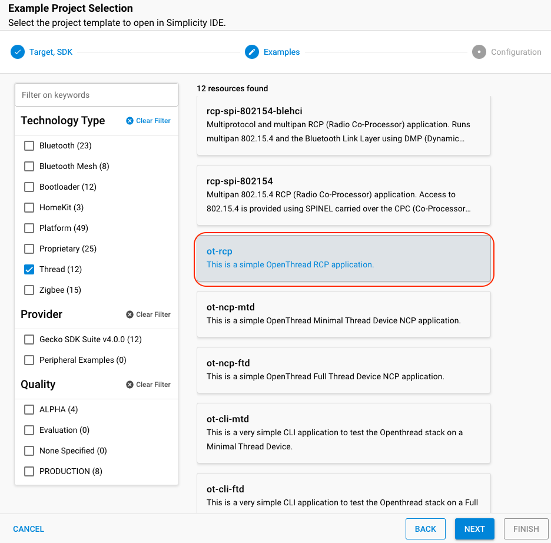 Example Project Selection
Select the project template to open in Simplicity IDE.
Target, SDK
Examples
Configuration
Filter on keywords
Technology Type
Clear Filter
Bluetooth (23)
Bluetooth Mesh (8)
Bootloader (12)
HomeKit (3)
Platform (49)
Proprietary (25)
Thread (12)
Zigbee (15)
Provider
Clear Filter
Gecko SDK Suite v4.0.0 (12)
Peripheral Examples (0)
Quality
Clear Filter
ALPHA (4)
Evaluation (0)
None Specified (0)
PRODUCTION (8)
12 resources found
rcp-spi-802154-blehci
Multiprotocol and multipan RCP (Radio Co-Processor) application. Runs
multipan 802.15.4 and the Bluetooth Link Layer using DMP (Dynamic...
rcp-spi-802154
Multipan 802.15.4 RCP (Radio Co-Processor) application. Access to
802.15.4 is provided using SPINEL carried over the CPC (Co-Processor...
ot-rcp
This is a simple OpenThread RCP application.
ot-ncp-mtd
This is a simple OpenThread Minimal Thread Device NCP application.
ot-ncp-ftd
This is a simple OpenThread Full Thread Device NCP application.
ot-cli-mtd
This is a very simple CLI application to test the Openthread stack on a
Minimal Thread Device.
ot-cli-ftd
This is a very simple CLI application to test the Openthread stack on a Full
CANCEL
BACK
NEXT
FINISH